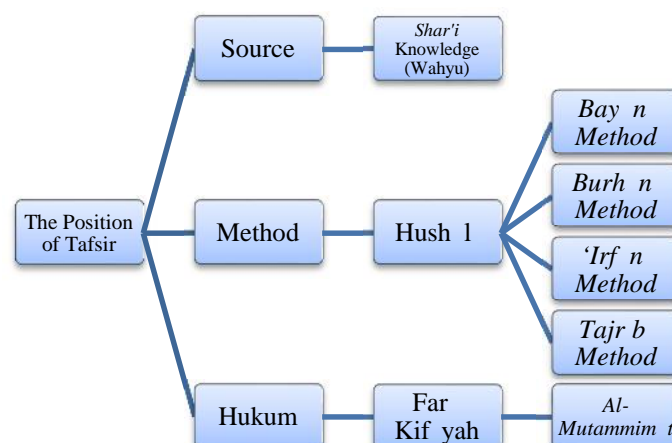 The Position
of Tafsir
Source
Shar'i
Knowledge
(Wahyu)
Method
Hush l
Bay n
Method
Burh n
Method
‘Irf n
Method
Tajr b
Method
Hukum
Far
Kif yah
Al-
Mutammim t